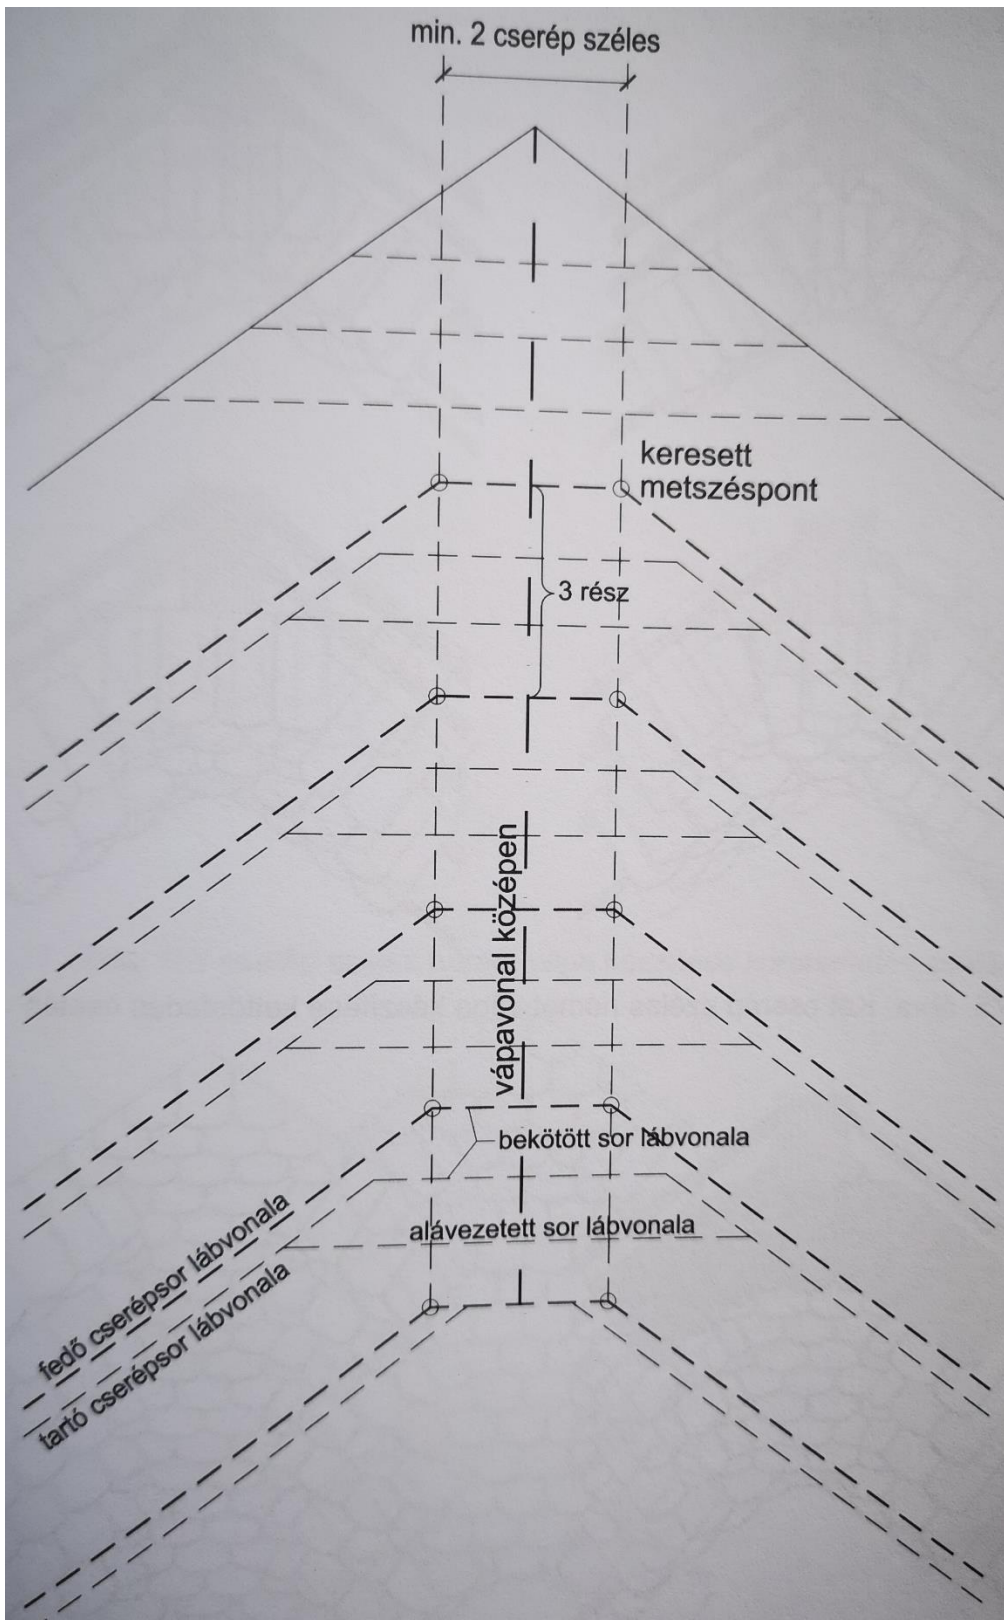 min. 2 cserép széles
keresett
metszéspont
3 rész
vápavonal középen
bekötött sor lábvonala
alávezetett sor lábvonala
fedő cserépsor lábvonala
tartó cserépsor lábvonala